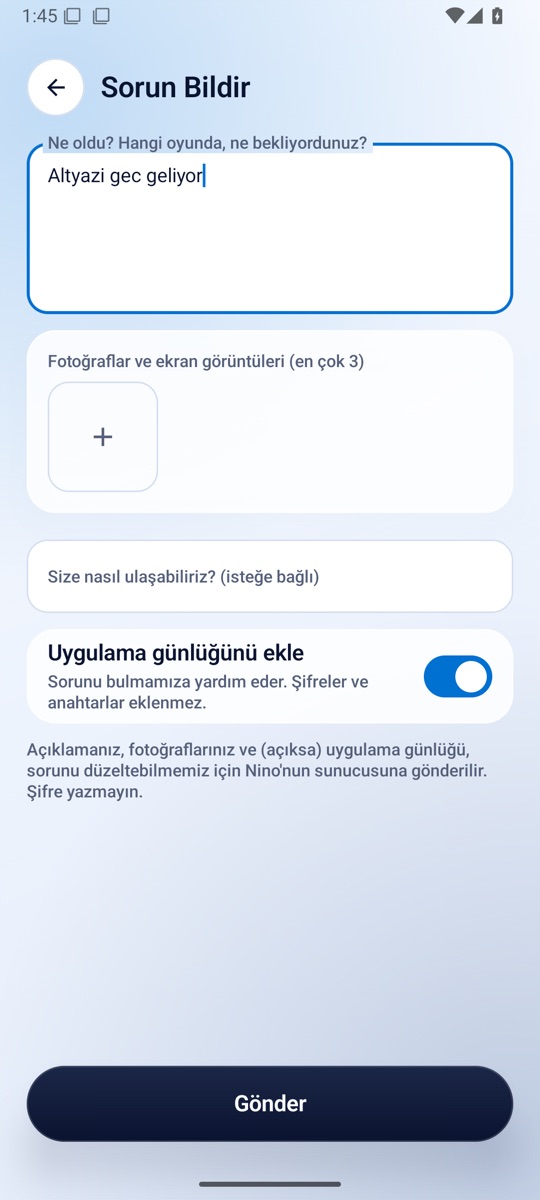 1:45
Sorun Bildir
Ne oldu? Hangi oyunda, ne bekliyordunuz?
Altyazi gec geliyor
Fotoğraflar ve ekran görüntüleri (en çok 3)
+
Size nasıl ulaşabiliriz? (isteğe bağlı)
Uygulama günlüğünü ekle
Sorunu bulmamıza yardım eder. Şifreler ve
anahtarlar eklenmez.
Açıklamanız, fotoğraflarınız ve (açıksa) uygulama günlüğü,
sorunu düzeltebilmemiz için Nino'nun sunucusuna gönderilir.
Şifre yazmayın.
Gönder